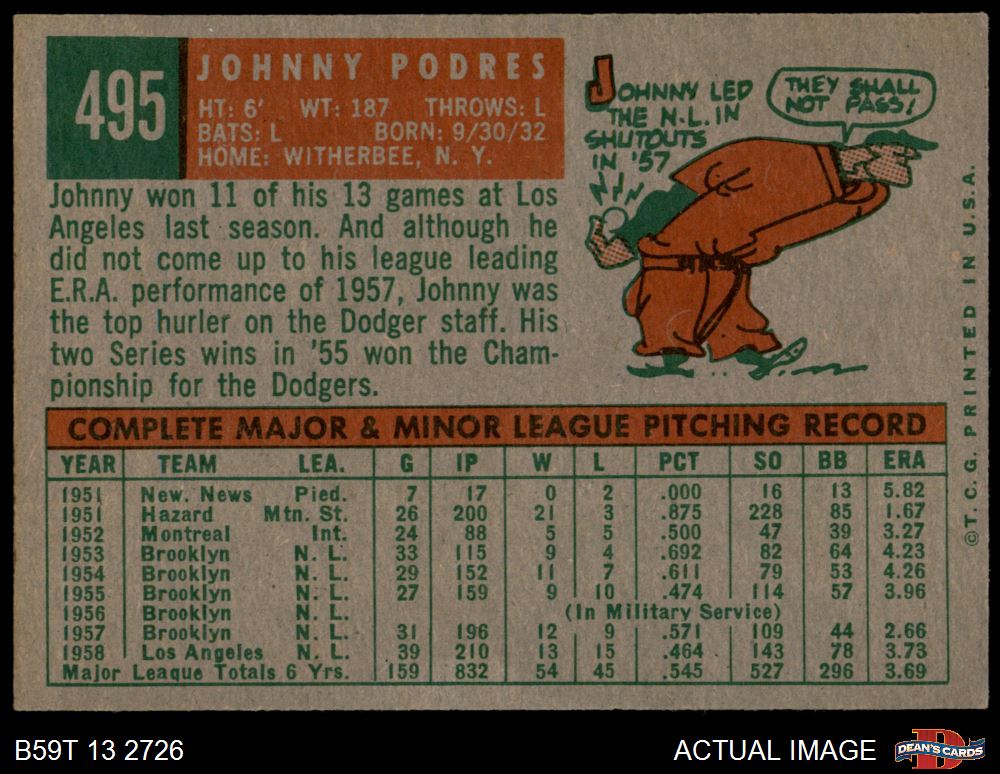 495
JOHNNY PODRES
HT: 6' WT: 187 THROWS: L
BATS: L BORN: 9/30/32
HOME: WITHERBEE, N. Y.
Johnny won 11 of his 13 games at Los
Angeles last season. And although he
did not come up to his league leading
E.R.A. performance of 1957, Johnny was
the top hurler on the Dodger staff. His
two Series wins in '55 won the Cham-
pionship for the Dodgers.
JOHNNY LED
THE N.L. IN
SHUTOUTS
IN '57
THEY SHALL
NOT PASS!
©T. C. G. PRINTED IN U.S.A.
COMPLETE MAJOR & MINOR LEAGUE PITCHING RECORD
YEAR TEAM LEA. G IP W L PCT SO BB ERA
1951 New. News Pied. 7 17 0 2 .000 16 13 5.82
1951 Hazard Mtn. St. 26 200 21 3 .875 228 85 1.67
1952 Montreal Int. 24 88 5 5 .500 47 39 3.27
1953 Brooklyn N. L. 33 115 9 4 .692 82 64 4.23
1954 Brooklyn N. L. 29 152 11 7 .611 79 53 4.26
1955 Brooklyn N. L. 27 159 9 10 .474 114 57 3.96
1956 Brooklyn N. L. (In Military Service)
1957 Brooklyn N. L. 31 196 12 9 .571 109 44 2.66
1958 Los Angeles N. L. 39 210 13 15 .464 143 78 3.73
Major League Totals 6 Yrs. 159 832 54 45 .545 527 296 3.69
B59T 13 2726
ACTUAL IMAGE
D
DEAN'S CARDS